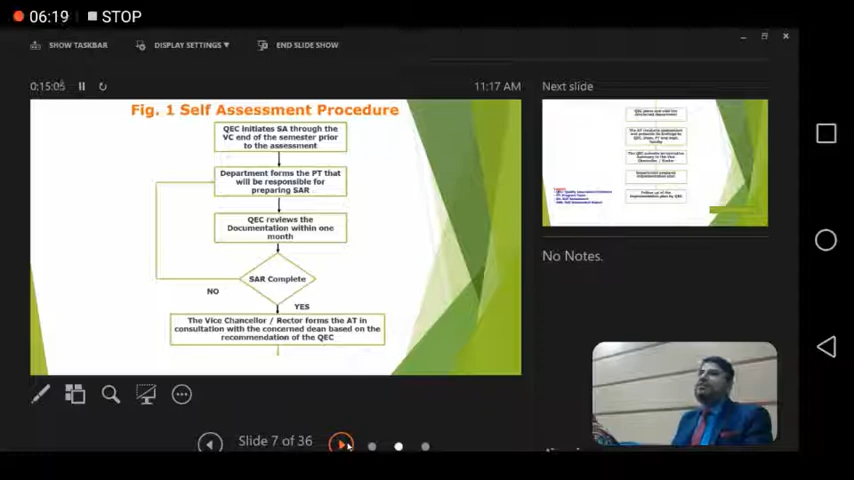 06:19 STOP
SHOW TASKBAR DISPLAY SETTINGS ▼ END SLIDE SHOW
0:15:05 11:17 AM
Fig. 1 Self Assessment Procedure
QEC initiates SA through the
VC end of the semester prior
to the assessment
Department forms the PT that
will be responsible for
preparing SAR
QEC reviews the
Documentation within one
month
SAR Complete
NO
YES
The Vice Chancellor / Rector forms the AT in
consultation with the concerned dean based on the
recommendation of the QEC
Slide 7 of 36
Next slide
No Notes.